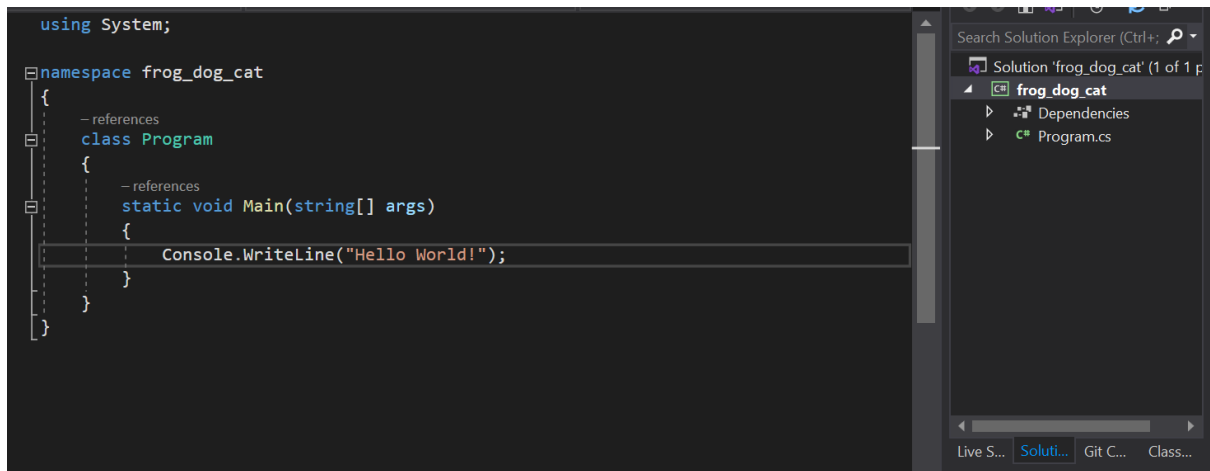 using System;
namespace frog_dog_cat
{
– references
class Program
{
– references
static void Main(string[] args)
{
Console.WriteLine("Hello World!");
}
}
}
Search Solution Explorer (Ctrl+;
Solution 'frog_dog_cat' (1 of 1 p
C# frog_dog_cat
Dependencies
C# Program.cs
Live S... Soluti... Git C... Class...